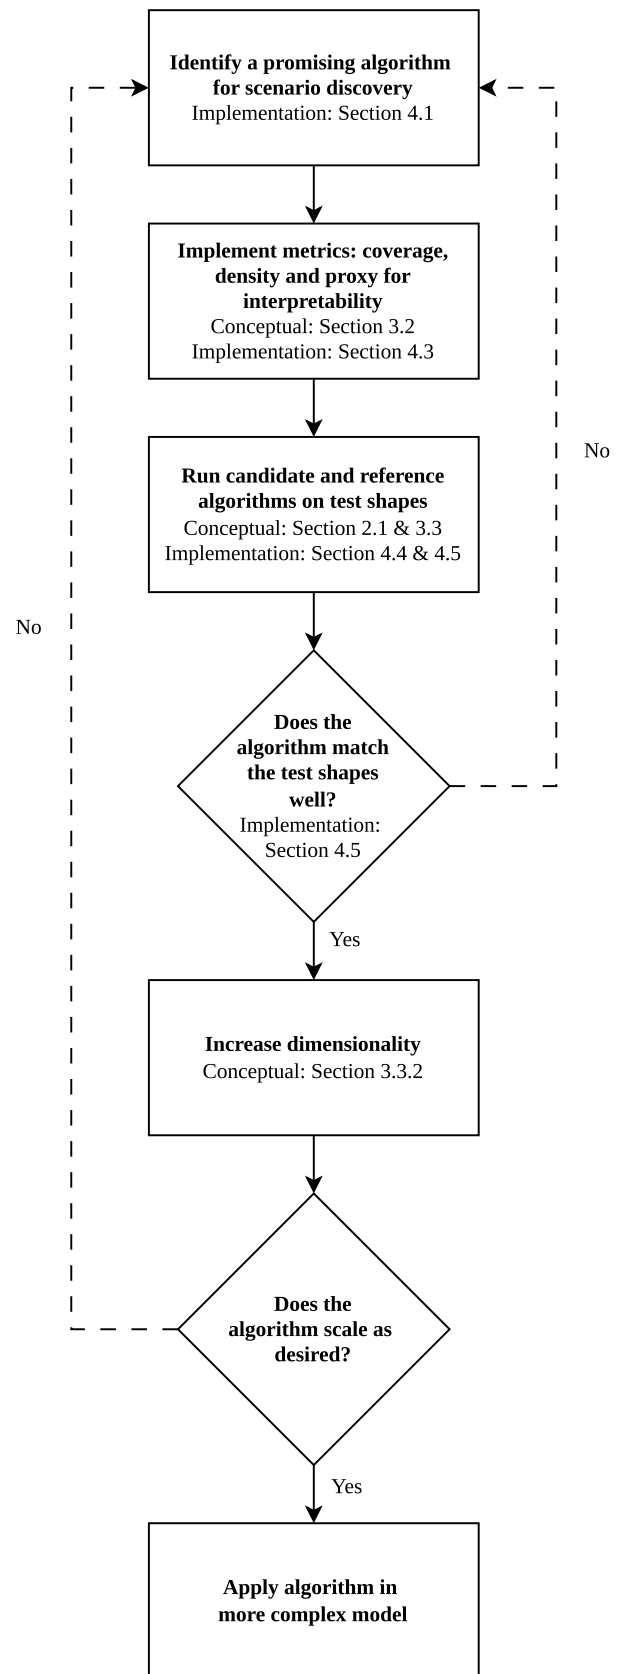 Identify a promising algorithm
for scenario discovery
Implementation: Section 4.1
Implement metrics: coverage,
density and proxy for
interpretability
Conceptual: Section 3.2
Implementation: Section 4.3
Run candidate and reference
algorithms on test shapes
Conceptual: Section 2.1 & 3.3
Implementation: Section 4.4 & 4.5
No
No
Does the
algorithm match
the test shapes
well?
Implementation:
Section 4.5
Yes
Increase dimensionality
Conceptual: Section 3.3.2
Does the
algorithm scale as
desired?
Yes
Apply algorithm in
more complex model